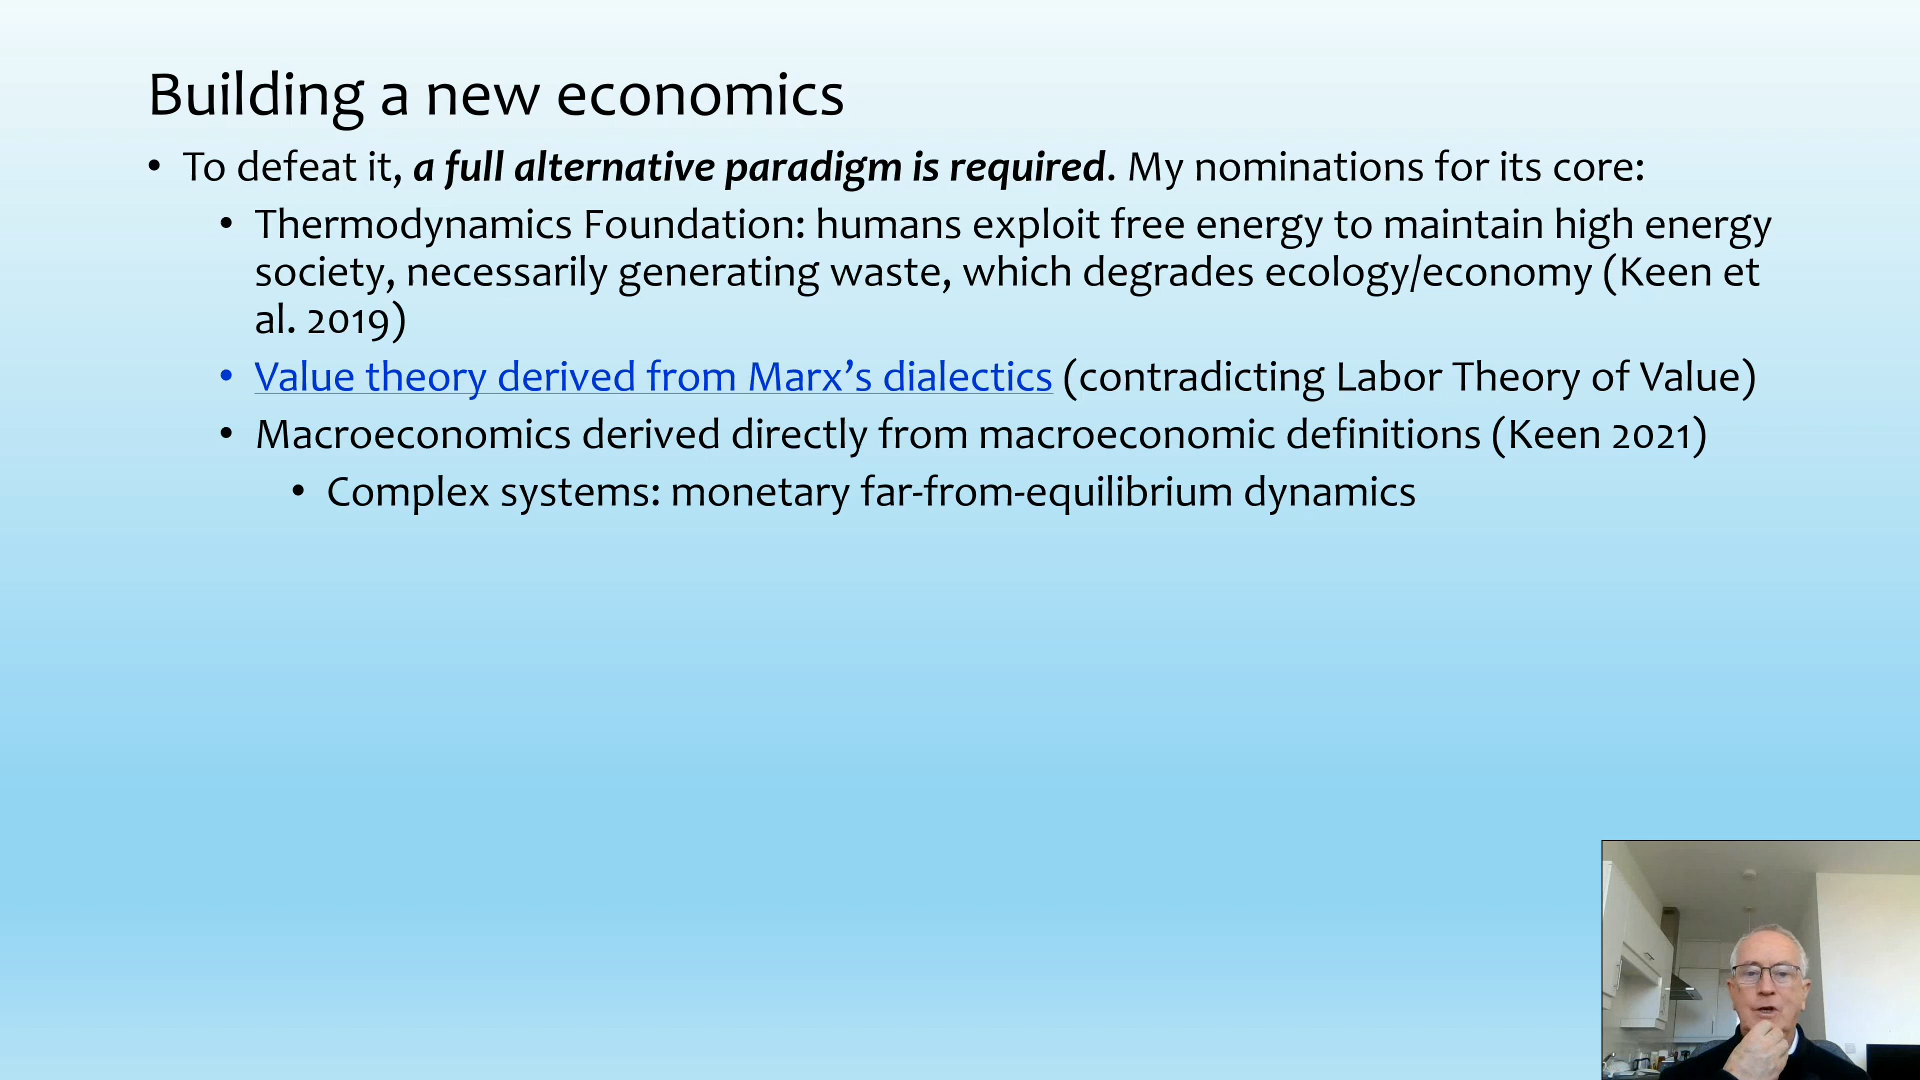 Building a new economics
• To defeat it, a full alternative paradigm is required. My nominations for its core:
• Thermodynamics Foundation: humans exploit free energy to maintain high energy
society, necessarily generating waste, which degrades ecology/economy (Keen et
al. 2019)
• Value theory derived from Marx’s dialectics (contradicting Labor Theory of Value)
• Macroeconomics derived directly from macroeconomic definitions (Keen 2021)
• Complex systems: monetary far-from-equilibrium dynamics